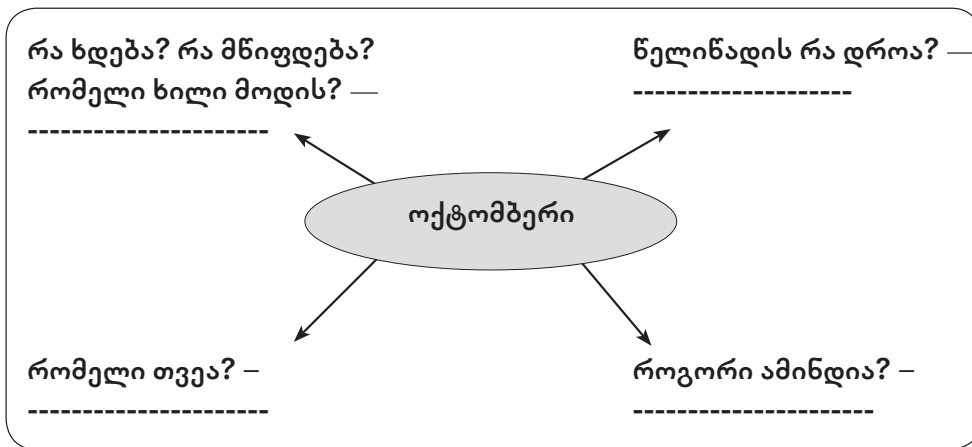 რა ხდება? რა მწიფდება?
რომელი ხილი მოდის? —
----------------------
წელიწადის რა დროა? —
--------------------
ოქტომბერი
რომელი თვეა? –
----------------------
როგორი ამინდია? –
----------------------